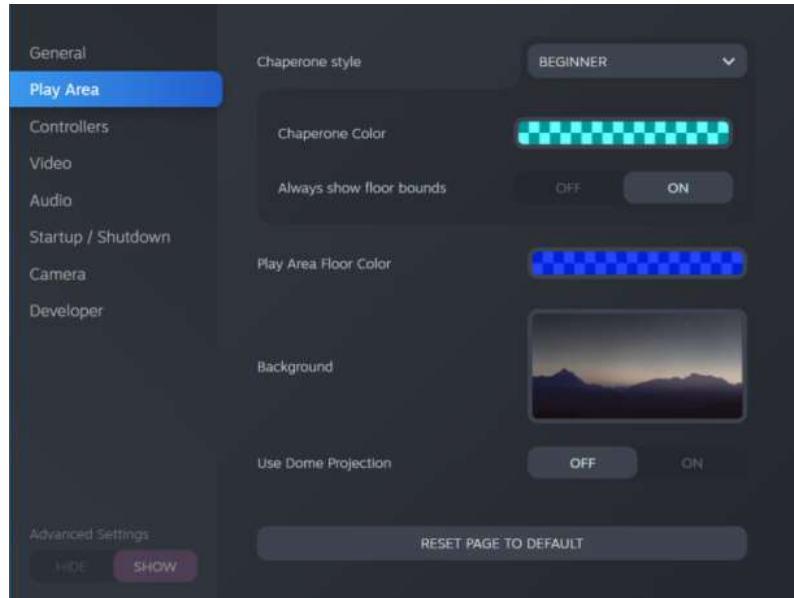 General
Play Area
Controllers
Video
Audio
Startup / Shutdown
Camera
Developer
Advanced Settings
HIDE SHOW
Chaperone style BEGINNER
Chaperone Color
Always show floor bounds OFF ON
Play Area Floor Color
Background
Use Dome Projection OFF ON
RESET PAGE TO DEFAULT